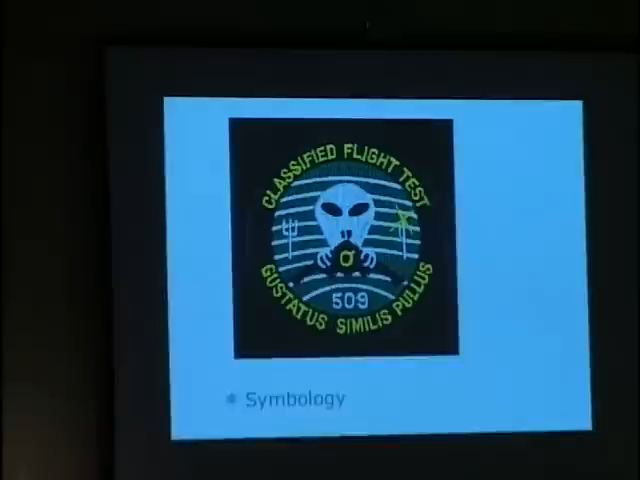 CLASSIFIED FLIGHT TEST
509
GUSTATUS SIMILIS PULLUS
Symbology